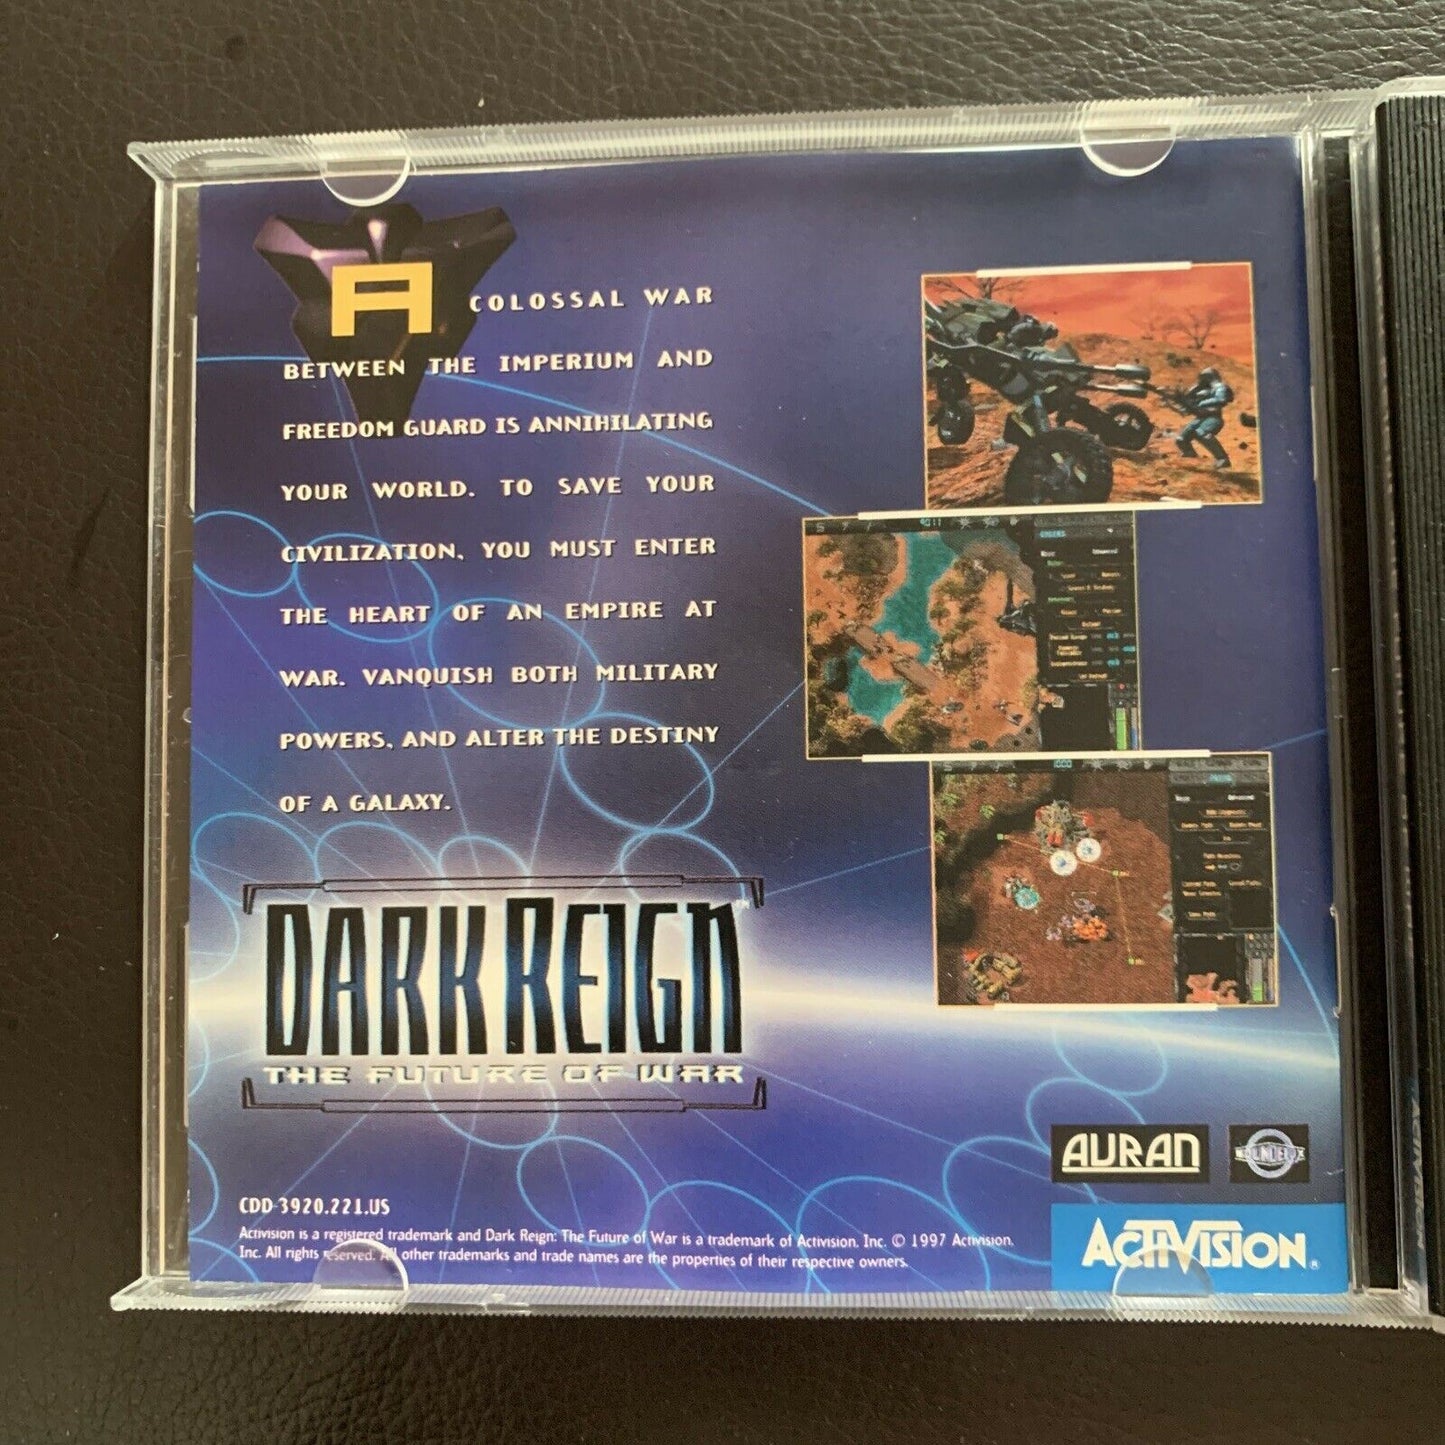 A COLOSSAL WAR
BETWEEN THE IMPERIUM AND
FREEDOM GUARD IS ANNIHILATING
YOUR WORLD. TO SAVE YOUR
CIVILIZATION, YOU MUST ENTER
THE HEART OF AN EMPIRE AT
WAR. VANQUISH BOTH MILITARY
POWERS, AND ALTER THE DESTINY
OF A GALAXY.
DARK REIGN™
THE FUTURE OF WAR
AURAN
CDD-3920.221.US
Activision is a registered trademark and Dark Reign: The Future of War is a trademark of Activision, Inc. © 1997 Activision,
Inc. All rights reserved. All other trademarks and trade names are the properties of their respective owners.
ACTIVISION®